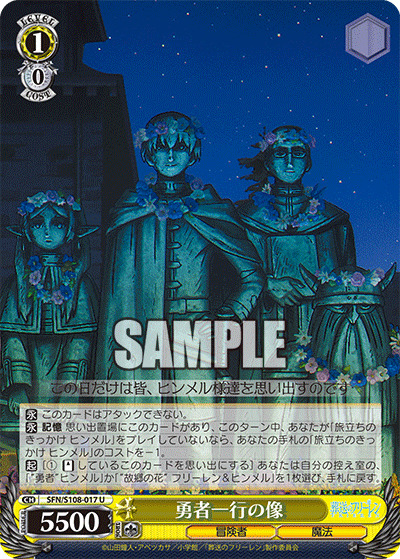 LEVEL
1
0
COST
SAMPLE
この日だけは皆、ヒンメル様達を思い出すのです
永 このカードはアタックできない。
永 記憶 思い出置場にこのカードがあり、このターン中、あなたが「旅立ちの
きっかけ ヒンメル」をプレイしていないなら、あなたの手札の「旅立ちのき
っかけ ヒンメル」のコストを-1。
起 [① このカードを思い出にする] あなたは自分の控え室の、
「“勇者” ヒンメル」か「“故郷の花” フリーレン&ヒンメル」を1枚選び、手札に戻す。
CH SFN/S108-017 U
5500
勇者一行の像
冒険者 魔法
葬送のフリーレン
©山田鐘人・アベツカサ/小学館/「葬送のフリーレン」製作委員会